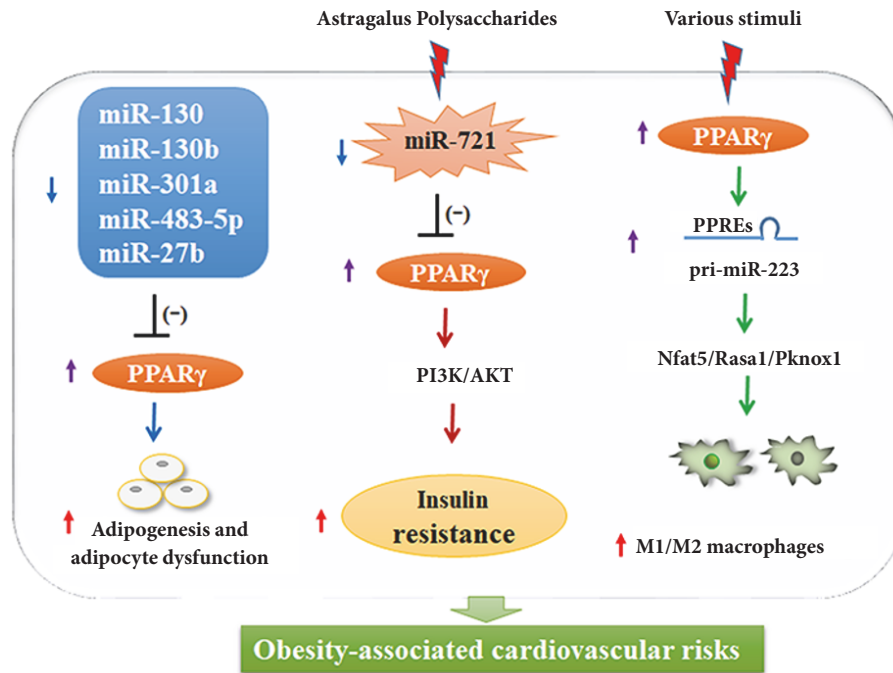 Astragalus Polysaccharides
Various stimuli
miR-130
miR-130b
miR-301a
miR-483-5p
miR-27b
(-)
PPARγ
Adipogenesis and
adipocyte dysfunction
miR-721
(-)
PPARγ
PI3K/AKT
Insulin
resistance
PPARγ
PPREs
pri-miR-223
Nfat5/Rasa1/Pknox1
M1/M2 macrophages
Obesity-associated cardiovascular risks